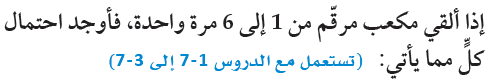 إذا ألقي مكعب مرقّم من 1 إلى 6 مرة واحدة، فأوجد احتمال
كلٍّ مما يأتي: (تستعمل مع الدروس 1-7 إلى 3-7)